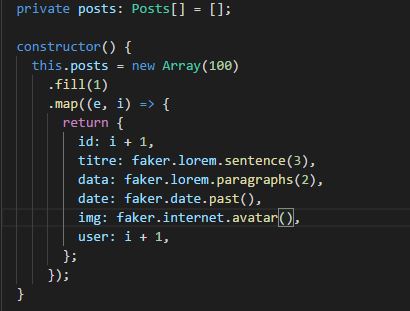 private posts: Posts[] = [];
constructor() {
this.posts = new Array(100)
.fill(1)
.map((e, i) => {
return {
id: i + 1,
titre: faker.lorem.sentence(3),
data: faker.lorem.paragraphs(2),
date: faker.date.past(),
img: faker.internet.avatar(),
user: i + 1,
};
});
}